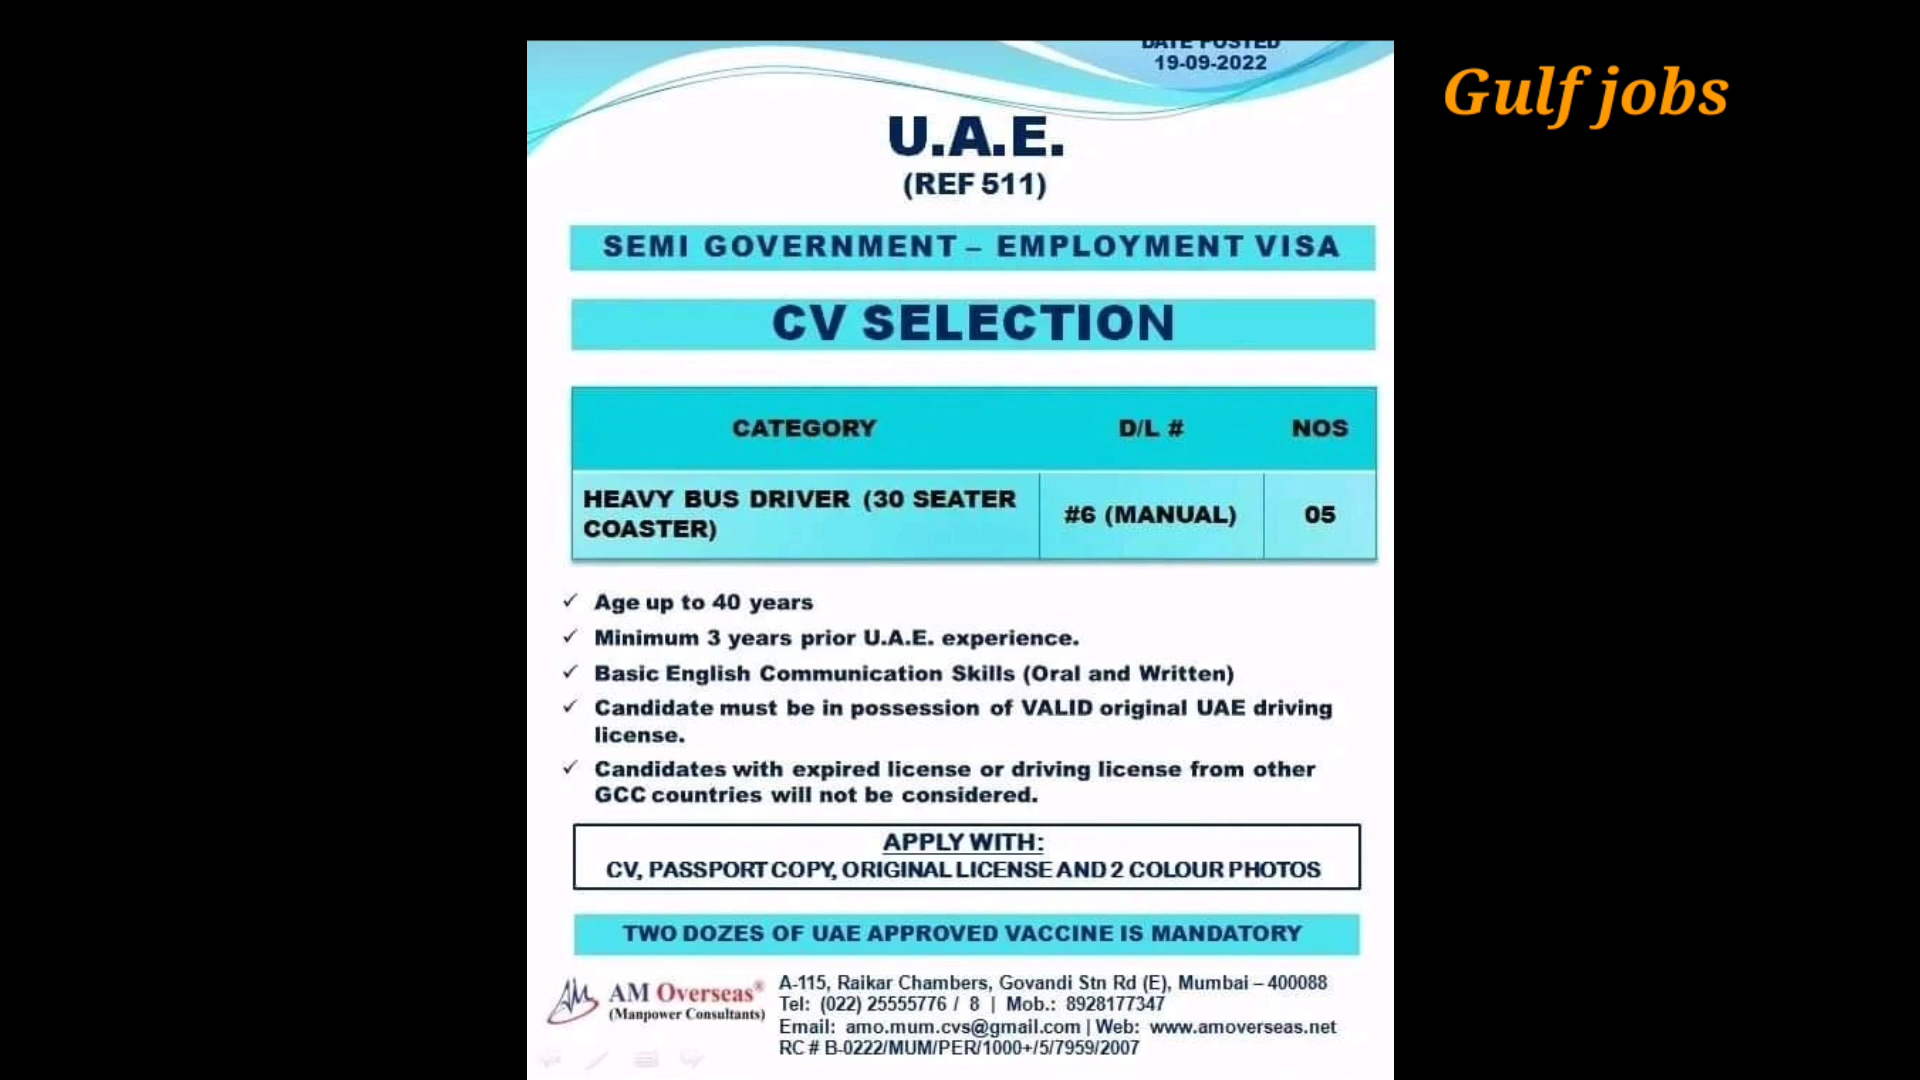 DATE POSTED
19-09-2022
Gulf jobs
U.A.E.
(REF 511)
SEMI GOVERNMENT – EMPLOYMENT VISA
CV SELECTION
CATEGORY D/L # NOS
HEAVY BUS DRIVER (30 SEATER
COASTER)
#6 (MANUAL) 05
✓ Age up to 40 years
✓ Minimum 3 years prior U.A.E. experience.
✓ Basic English Communication Skills (Oral and Written)
✓ Candidate must be in possession of VALID original UAE driving
license.
✓ Candidates with expired license or driving license from other
GCC countries will not be considered.
APPLY WITH:
CV, PASSPORT COPY, ORIGINAL LICENSE AND 2 COLOUR PHOTOS
TWO DOZES OF UAE APPROVED VACCINE IS MANDATORY
AM Overseas®
(Manpower Consultants)
A-115, Raikar Chambers, Govandi Stn Rd (E), Mumbai – 400088
Tel: (022) 25555776 / 8 | Mob.: 8928177347
Email: amo.mum.cvs@gmail.com | Web: www.amoverseas.net
RC # B-0222/MUM/PER/1000+/5/7959/2007